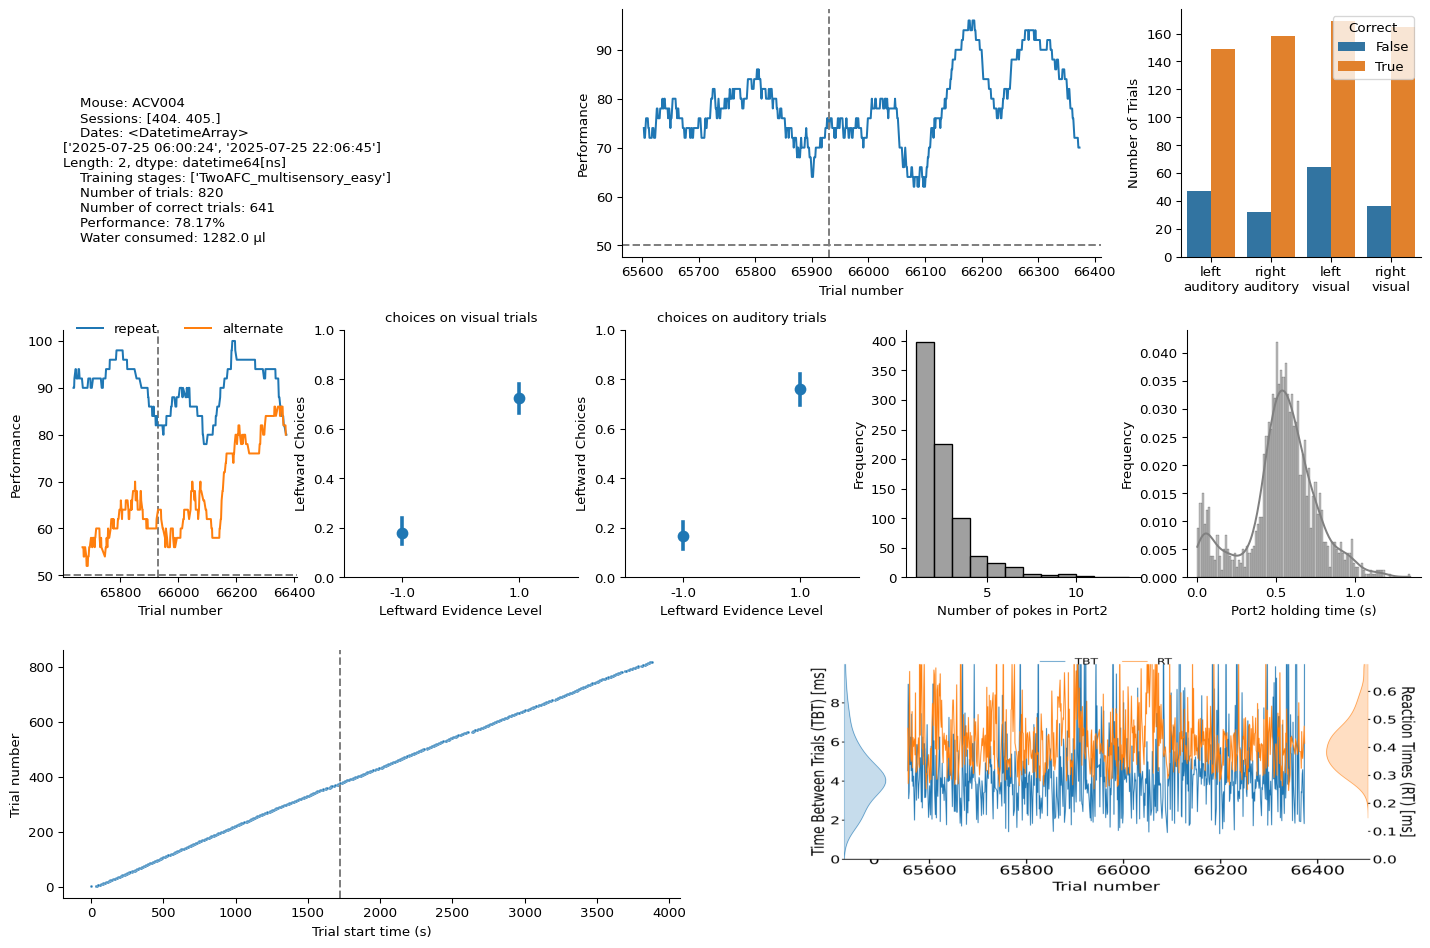 Mouse: ACV004
Sessions: [404. 405.]
Dates: <DatetimeArray>
['2025-07-25 06:00:24', '2025-07-25 22:06:45']
Length: 2, dtype: datetime64[ns]
Training stages: ['TwoAFC_multisensory_easy']
Number of trials: 820
Number of correct trials: 641
Performance: 78.17%
Water consumed: 1282.0 µl
Performance
90
80
70
60
50
65600 65700 65800 65900 66000 66100 66200 66300 66400
Trial number
Number of Trials
160
140
120
100
80
60
40
20
0
Correct
False
True
left auditory
right auditory
left visual
right visual
repeat alternate
Performance
100
90
80
70
60
50
65800 66000 66200 66400
Trial number
choices on visual trials
Leftward Choices
1.0
0.8
0.6
0.4
0.2
0.0
-1.0 1.0
Leftward Evidence Level
choices on auditory trials
Leftward Choices
1.0
0.8
0.6
0.4
0.2
0.0
-1.0 1.0
Leftward Evidence Level
Frequency
400
350
300
250
200
150
100
50
0
5 10
Number of pokes in Port2
Frequency
0.040
0.035
0.030
0.025
0.020
0.015
0.010
0.005
0.000
0.0 0.5 1.0
Port2 holding time (s)
Trial number
800
600
400
200
0
0 500 1000 1500 2000 2500 3000 3500 4000
Trial start time (s)
TBT RT
Time Between Trials (TBT) [ms]
8
6
4
2
0
0
65600 65800 66000 66200 66400
Trial number
0.6
0.5
0.4
0.3
0.2
0.1
0.0
Reaction Times (RT) [ms]